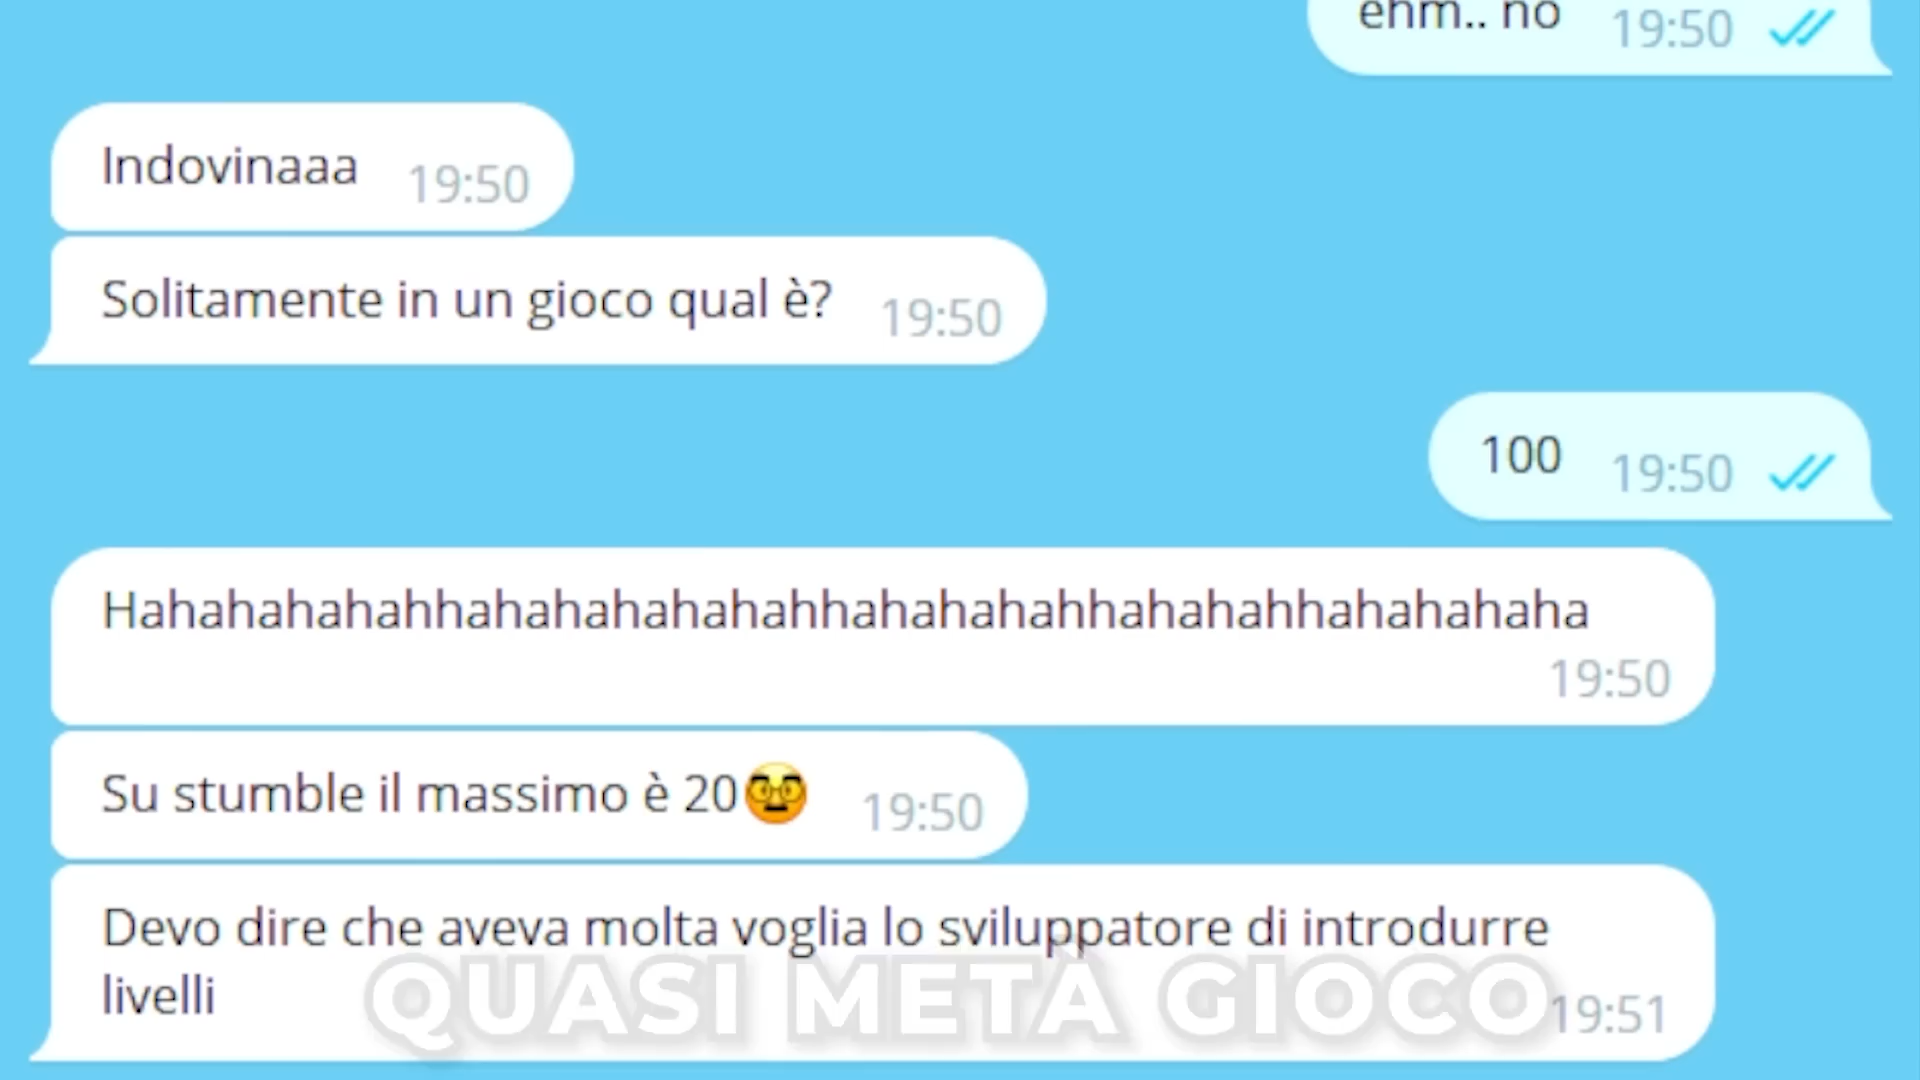 ehm.. no 19:50
Indovinaaa 19:50
Solitamente in un gioco qual è? 19:50
100 19:50
Hahahahahahhahahahahahahhahahahahhahahahhahahahaha
19:50
Su stumble il massimo è 20🥸 19:50
Devo dire che aveva molta voglia lo sviluppatore di introdurre
livelli 19:51
QUASI METÀ GIOCO